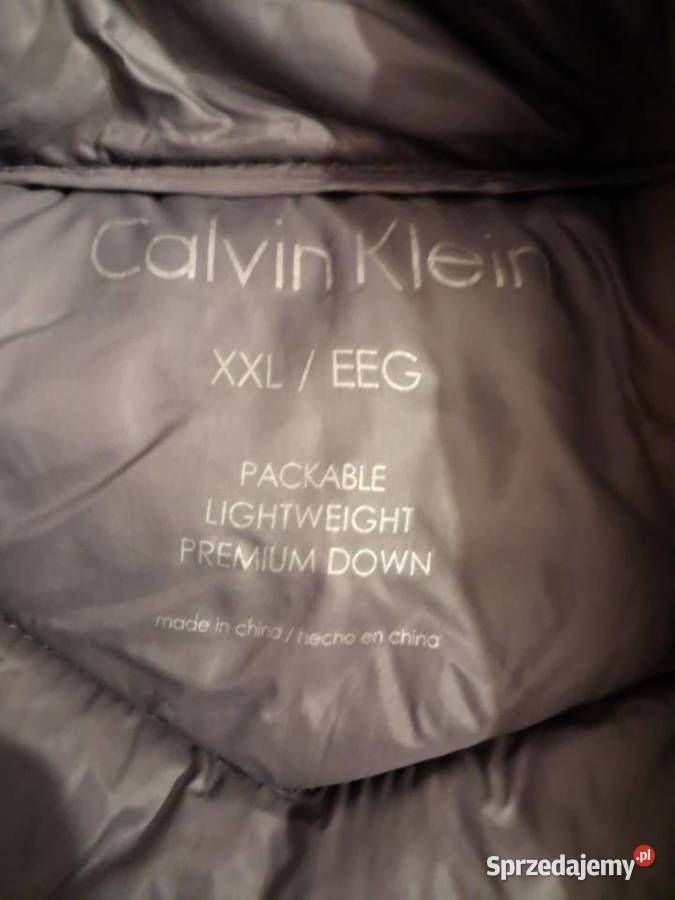 Calvin Klein
XXL / EEG
PACKABLE
LIGHTWEIGHT
PREMIUM DOWN
made in china / hecho en china
Sprzedajemy.pl